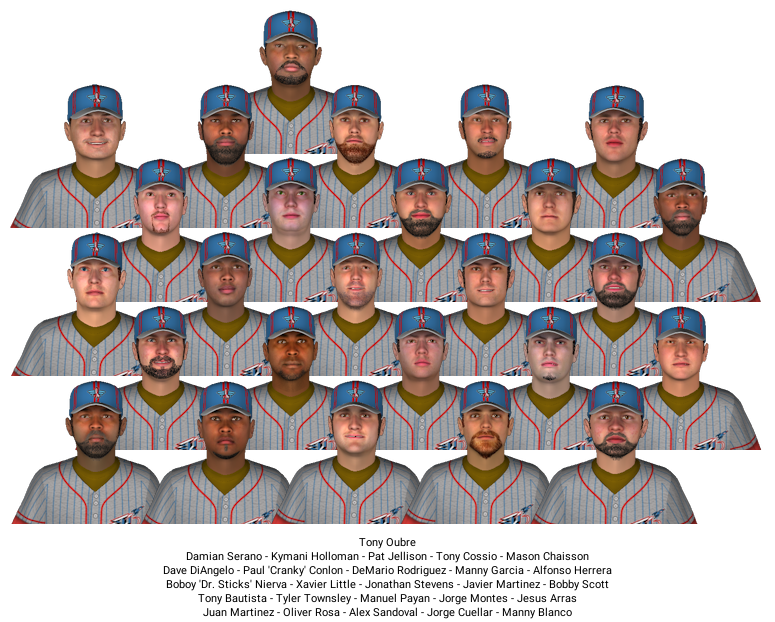 Tony Oubre
Damian Serano - Kymani Holloman - Pat Jellison - Tony Cossio - Mason Chaisson
Dave DiAngelo - Paul 'Cranky' Conlon - DeMario Rodriguez - Manny Garcia - Alfonso Herrera
Boboy 'Dr. Sticks' Nierva - Xavier Little - Jonathan Stevens - Javier Martinez - Bobby Scott
Tony Bautista - Tyler Townsley - Manuel Payan - Jorge Montes - Jesus Arras
Juan Martinez - Oliver Rosa - Alex Sandoval - Jorge Cuellar - Manny Blanco